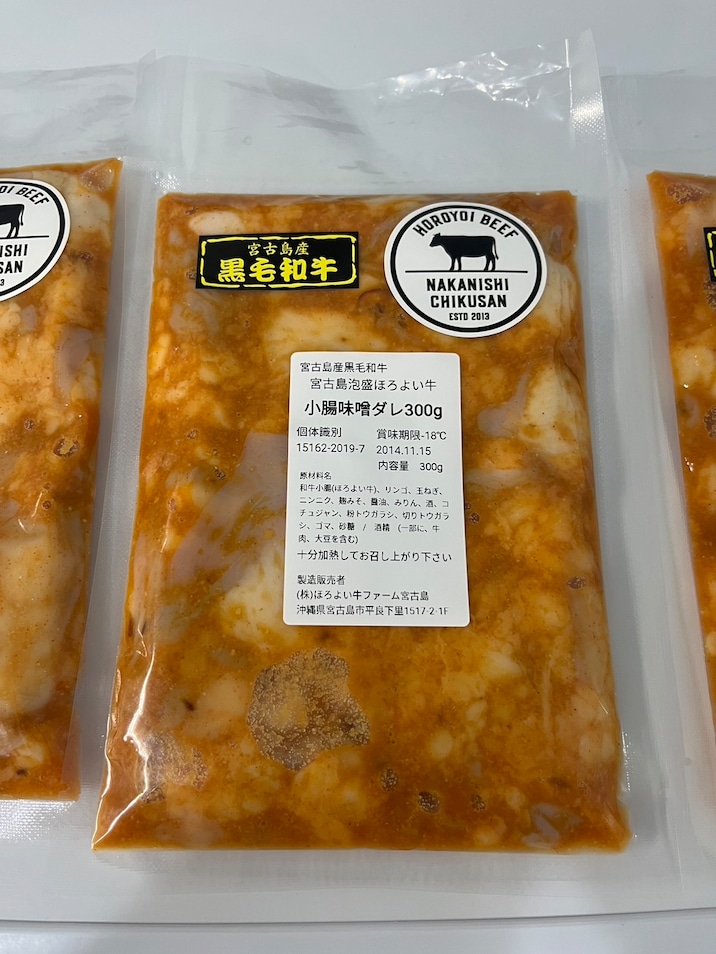 OI BEEF
NISHI
SAN
3
宮古島産
黒毛和牛
HOROYOI BEEF
NAKANISHI
CHIKUSAN
ESTD 2013
宮古島産黒毛和牛
宮古島泡盛ほろよい牛
小腸味噌ダレ300g
個体識別 賞味期限-18℃
15162-2019-7 2014.11.15
内容量 300g
原材料名
和牛小腸(ほろよい牛)、リンゴ、玉ねぎ、
ニンニク、麹みそ、醤油、みりん、酒、コ
チュジャン、粉トウガラシ、切りトウガラ
シ、ゴマ、砂糖 / 酒精 (一部に、牛
肉、大豆を含む)
十分加熱してお召し上がり下さい
製造販売者
(株)ほろよい牛ファーム宮古島
沖縄県宮古島市平良下里1517-2-1F